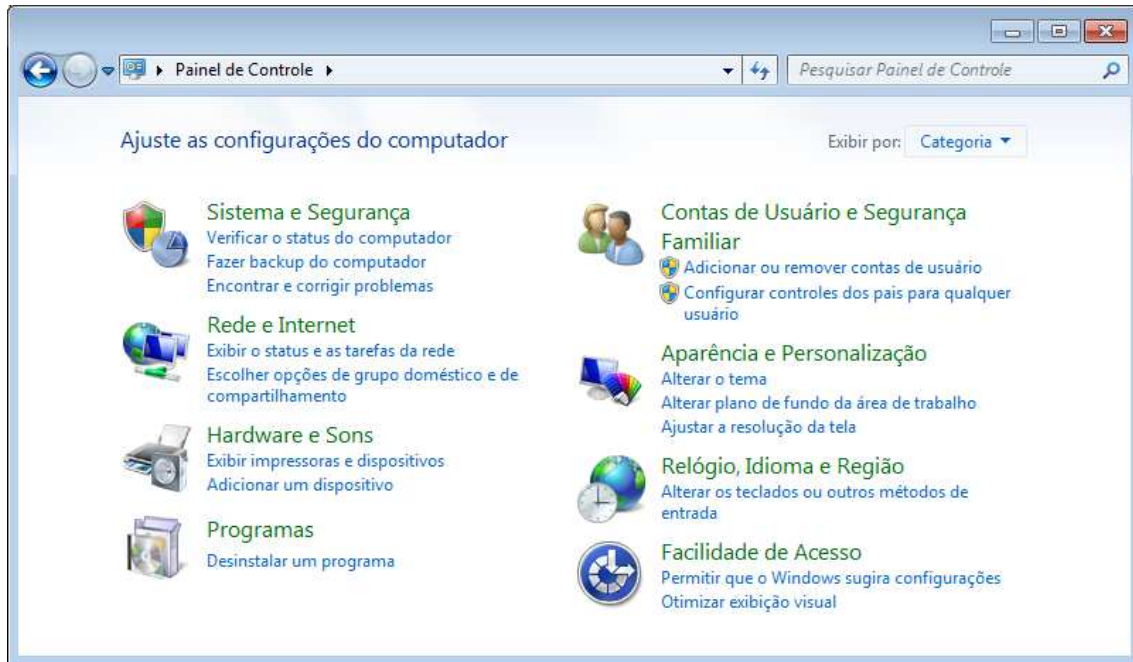 Painel de Controle
Pesquisar Painel de Controle
Ajuste as configurações do computador
Exibir por: Categoria
Sistema e Segurança
Verificar o status do computador
Fazer backup do computador
Encontrar e corrigir problemas
Rede e Internet
Exibir o status e as tarefas da rede
Escolher opções de grupo doméstico e de
compartilhamento
Hardware e Sons
Exibir impressoras e dispositivos
Adicionar um dispositivo
Programas
Desinstalar um programa
Contas de Usuário e Segurança
Familiar
Adicionar ou remover contas de usuário
Configurar controles dos pais para qualquer
usuário
Aparência e Personalização
Alterar o tema
Alterar plano de fundo da área de trabalho
Ajustar a resolução da tela
Relógio, Idioma e Região
Alterar os teclados ou outros métodos de
entrada
Facilidade de Acesso
Permitir que o Windows sugira configurações
Otimizar exibição visual